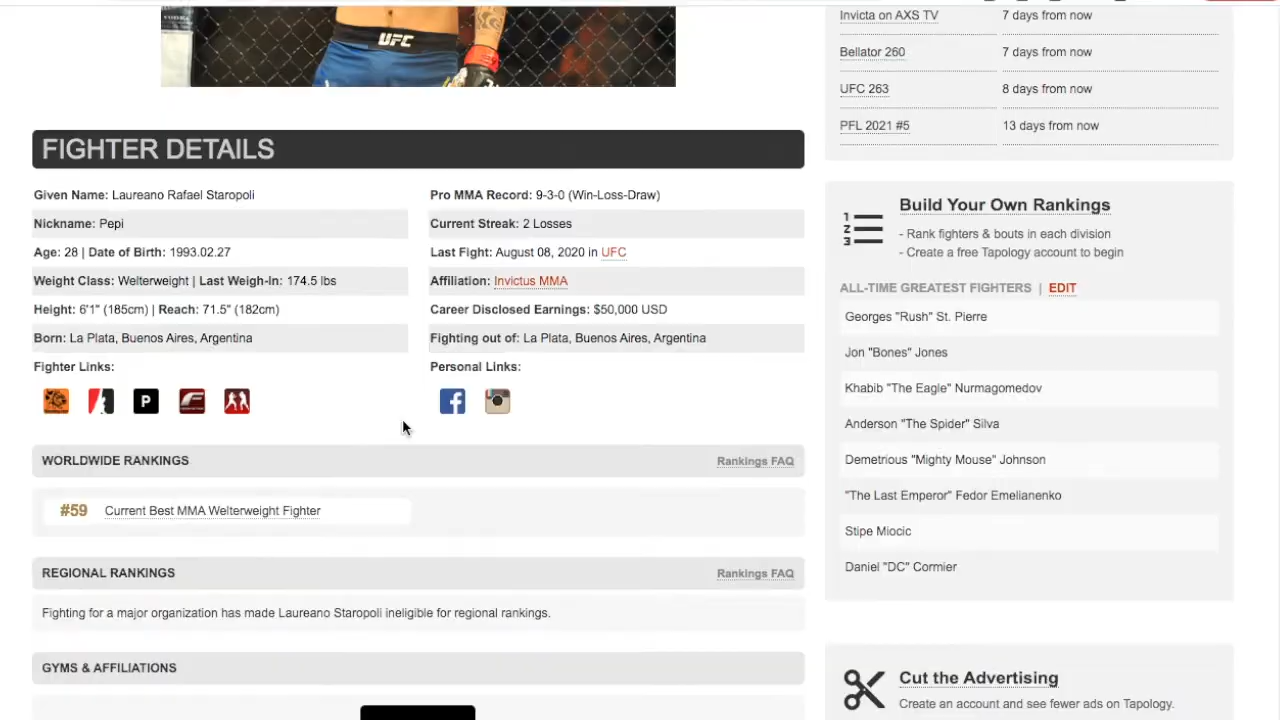 UFC
Invicta on AXS TV 7 days from now
Bellator 260 7 days from now
UFC 263 8 days from now
PFL 2021 #5 13 days from now
FIGHTER DETAILS
Given Name: Laureano Rafael Staropoli
Pro MMA Record: 9-3-0 (Win-Loss-Draw)
Nickname: Pepi
Current Streak: 2 Losses
Age: 28 | Date of Birth: 1993.02.27
Last Fight: August 08, 2020 in UFC
Weight Class: Welterweight | Last Weigh-In: 174.5 lbs
Affiliation: Invictus MMA
Height: 6'1" (185cm) | Reach: 71.5" (182cm)
Career Disclosed Earnings: $50,000 USD
Born: La Plata, Buenos Aires, Argentina
Fighting out of: La Plata, Buenos Aires, Argentina
Fighter Links:
Personal Links:
P
WORLDWIDE RANKINGS
Rankings FAQ
#59 Current Best MMA Welterweight Fighter
REGIONAL RANKINGS
Rankings FAQ
Fighting for a major organization has made Laureano Staropoli ineligible for regional rankings.
GYMS & AFFILIATIONS
1
2
3
Build Your Own Rankings
- Rank fighters & bouts in each division
- Create a free Tapology account to begin
ALL-TIME GREATEST FIGHTERS | EDIT
Georges "Rush" St. Pierre
Jon "Bones" Jones
Khabib "The Eagle" Nurmagomedov
Anderson "The Spider" Silva
Demetrious "Mighty Mouse" Johnson
"The Last Emperor" Fedor Emelianenko
Stipe Miocic
Daniel "DC" Cormier
Cut the Advertising
Create an account and see fewer ads on Tapology.